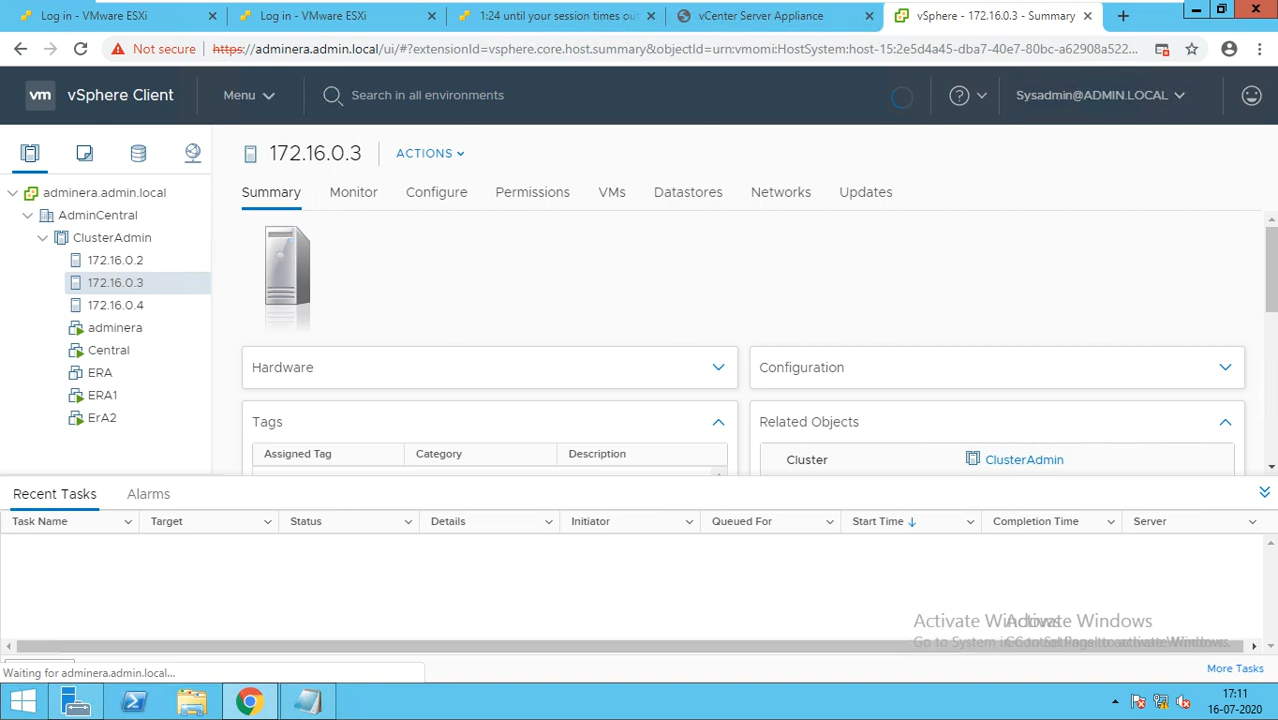 Log in - VMware ESXi
Log in - VMware ESXi
1:24 until your session times ou
vCenter Server Appliance
vSphere - 172.16.0.3 - Summary
Not secure
https://adminera.admin.local/ui/#?extensionId=vsphere.core.host.summary&objectId=urn:vmomi:HostSystem:host-15:2e5d4a45-dba7-40e7-80bc-a62908a522...
vm vSphere Client
Menu
Search in all environments
Sysadmin@ADMIN.LOCAL
172.16.0.3
ACTIONS
Summary Monitor Configure Permissions VMs Datastores Networks Updates
adminera.admin.local
AdminCentral
ClusterAdmin
172.16.0.2
172.16.0.3
172.16.0.4
adminera
Central
ERA
ERA1
ErA2
Hardware
Configuration
Tags
Assigned Tag Category Description
Related Objects
Cluster ClusterAdmin
Recent Tasks Alarms
Task Name Target Status Details Initiator Queued For Start Time Completion Time Server
Activate Windows
Activate Windows
More Tasks
Waiting for adminera.admin.local...
17:11
16-07-2020